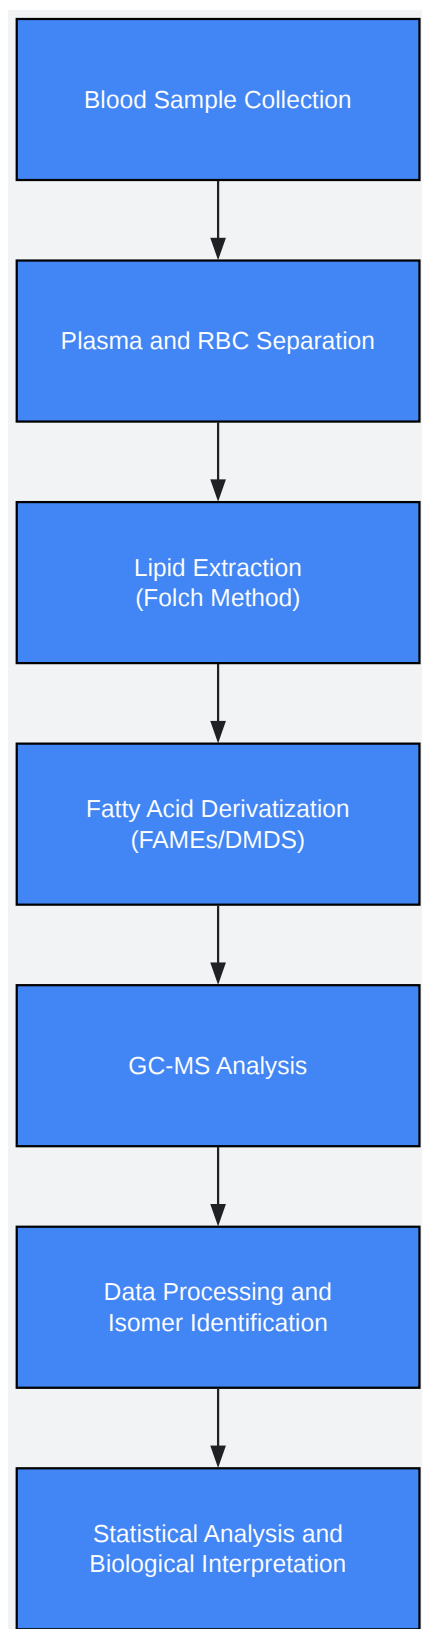 Blood Sample Collection
Plasma and RBC Separation
Lipid Extraction
(Folch Method)
Fatty Acid Derivatization
(FAMEs/DMDS)
GC-MS Analysis
Data Processing and
Isomer Identification
Statistical Analysis and
Biological Interpretation